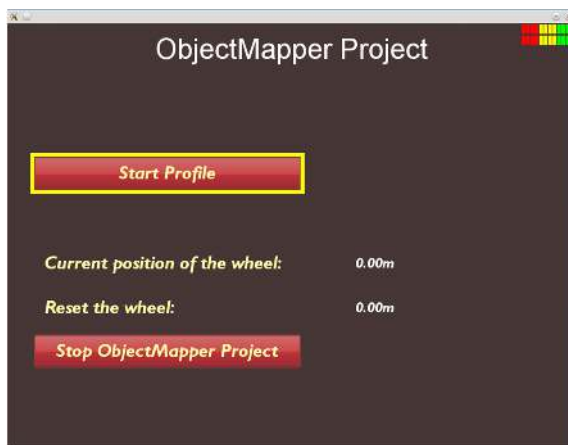 ObjectMapper Project
Start Profile
Current position of the wheel: 0.00m
Reset the wheel: 0.00m
Stop ObjectMapper Project